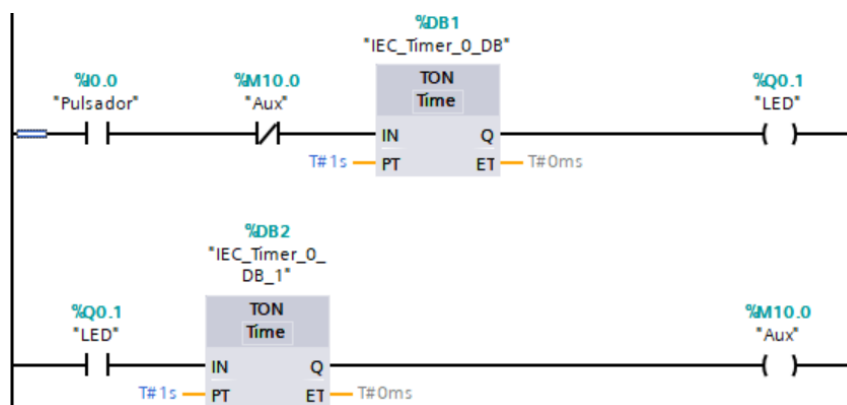 %DB1
"IEC_Timer_0_DB"
%I0.0
"Pulsador"
%M10.0
"Aux"
TON
Time
%Q0.1
"LED"
IN
Q
T#1s
PT
ET
T#0ms
%DB2
"IEC_Timer_0_
DB_1"
%Q0.1
"LED"
TON
Time
%M10.0
"Aux"
IN
Q
T#1s
PT
ET
T#0ms